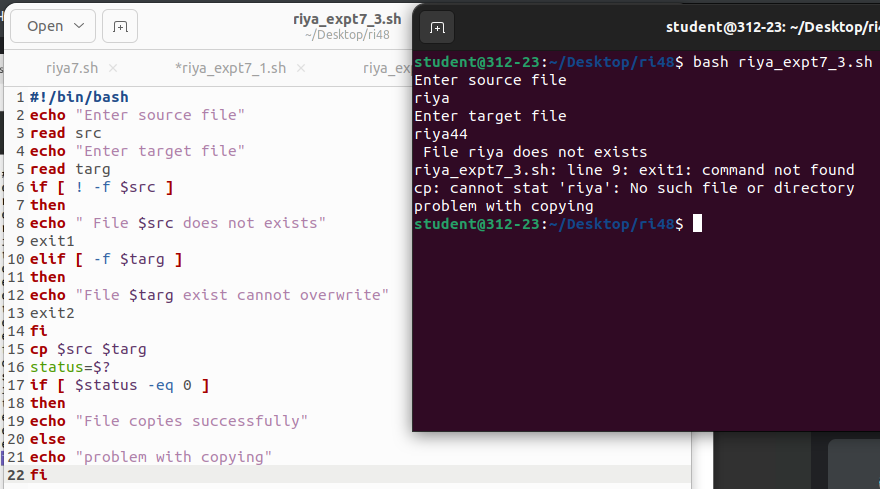 Open
riya_expt7_3.sh
~/Desktop/ri48
riya7.sh ×
*riya_expt7_1.sh ×
1 #!/bin/bash
2 echo "Enter source file"
3 read src
4 echo "Enter target file"
5 read targ
6 if [ ! -f $src ]
7 then
8 echo " File $src does not exists"
9 exit1
10 elif [ -f $targ ]
11 then
12 echo "File $targ exist cannot overwrite"
13 exit2
14 fi
15 cp $src $targ
16 status=$?
17 if [ $status -eq 0 ]
18 then
19 echo "File copies successfully"
20 else
21 echo "problem with copying"
22 fi
student@312-23: ~/Desktop/ri4
student@312-23:~/Desktop/ri48$ bash riya_expt7_3.sh
Enter source file
riya
Enter target file
riya44
 File riya does not exists
riya_expt7_3.sh: line 9: exit1: command not found
cp: cannot stat 'riya': No such file or directory
problem with copying
student@312-23:~/Desktop/ri48$